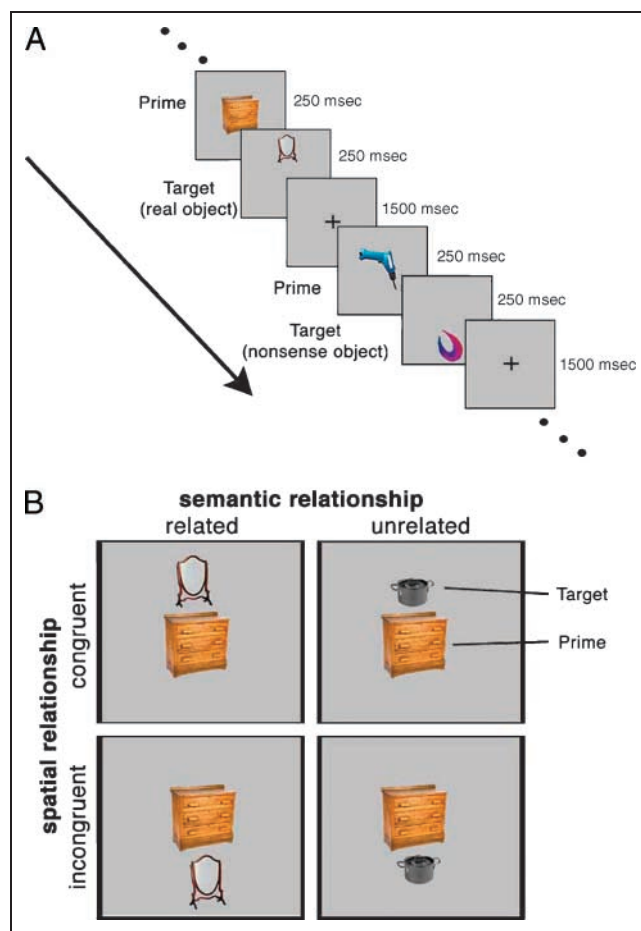 A
Prime
250 msec
250 msec
Target
(real object)
1500 msec
Prime
250 msec
Target
(nonsense object)
250 msec
1500 msec
B
semantic relationship
related unrelated
spatial relationship
congruent
Target
Prime
incongruent